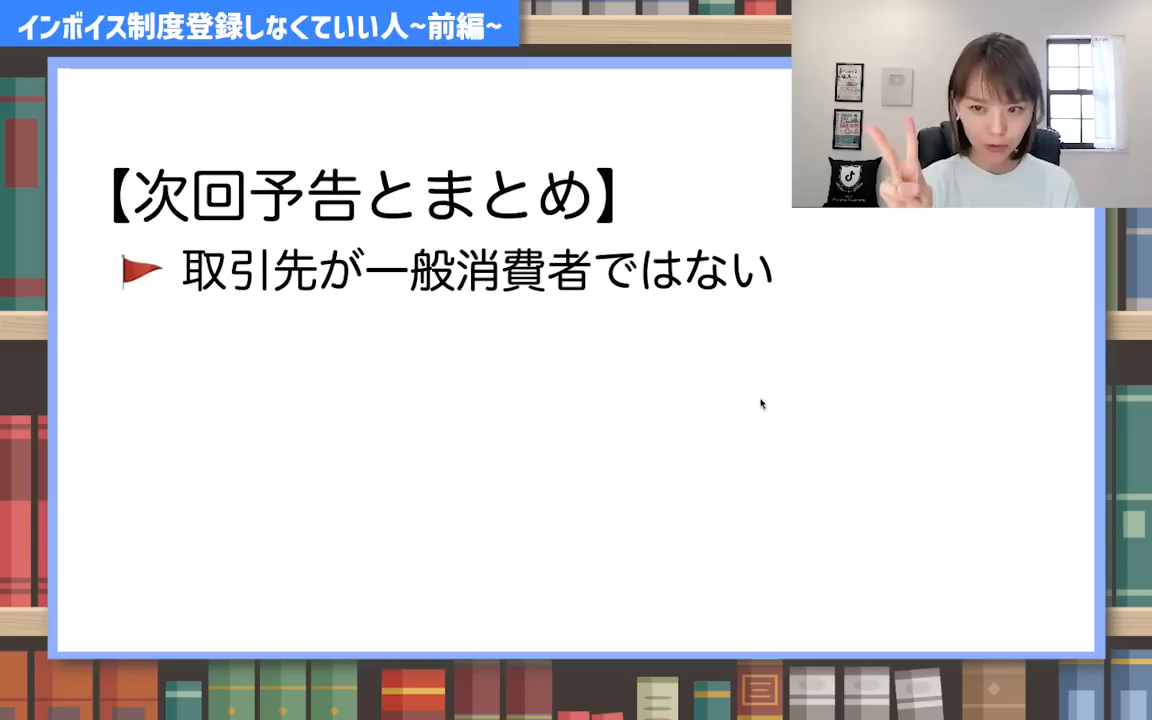 インボイス制度登録しなくていい人~前編~
【次回予告とまとめ】
取引先が一般消費者ではない